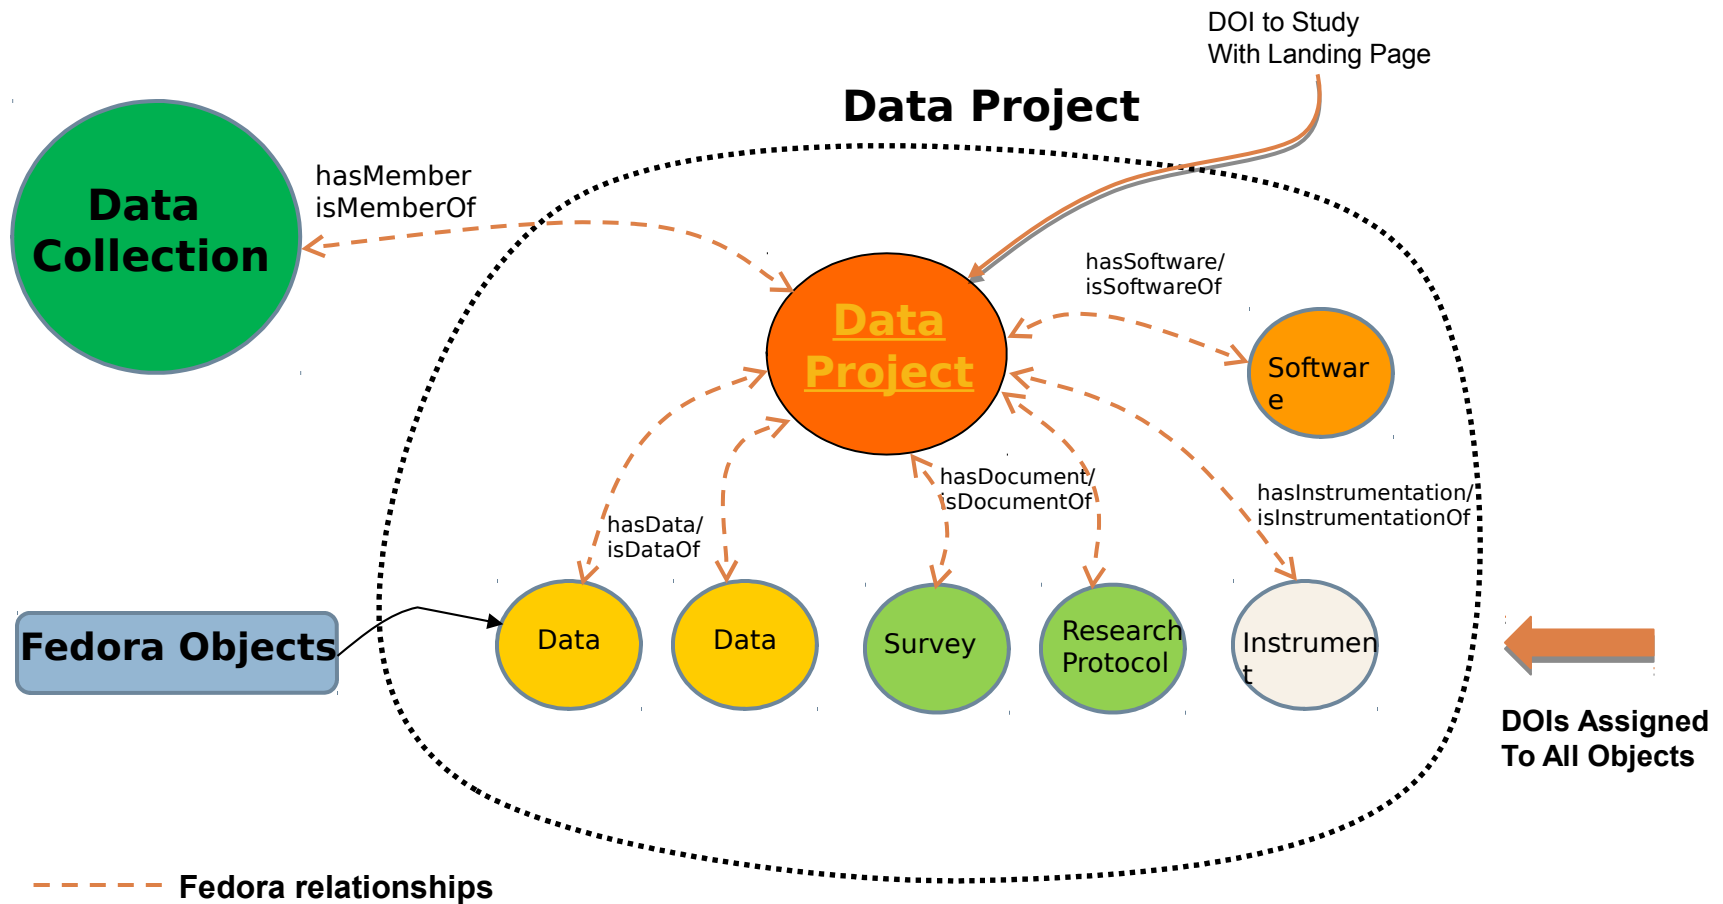 DOI to Study
With Landing Page
Data Project
hasMember
isMemberOf
Data
Collection
hasSoftware/
isSoftwareOf
Data
Project
Softwar
e
hasDocument/
isDocumentOf
hasInstrumentation/
isInstrumentationOf
hasData/
isDataOf
Fedora Objects
Data
Data
Survey
Research
Protocol
Instrumen
t
DOIs Assigned
To All Objects
Fedora relationships